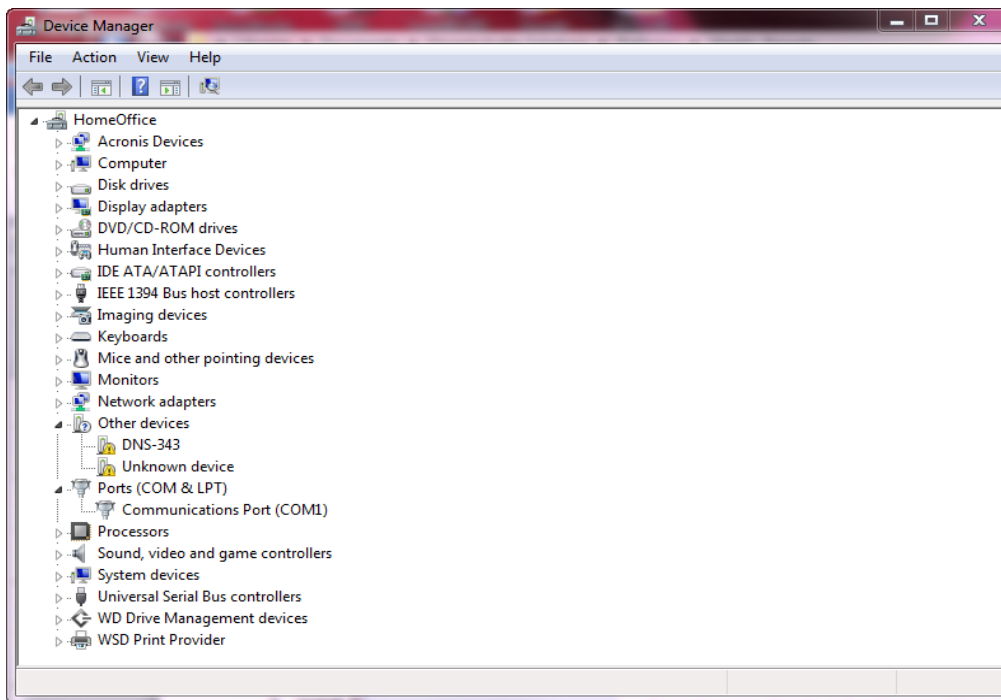 Device Manager
File Action View Help
HomeOffice
Acronis Devices
Computer
Disk drives
Display adapters
DVD/CD-ROM drives
Human Interface Devices
IDE ATA/ATAPI controllers
IEEE 1394 Bus host controllers
Imaging devices
Keyboards
Mice and other pointing devices
Monitors
Network adapters
Other devices
DNS-343
Unknown device
Ports (COM & LPT)
Communications Port (COM1)
Processors
Sound, video and game controllers
System devices
Universal Serial Bus controllers
WD Drive Management devices
WSD Print Provider